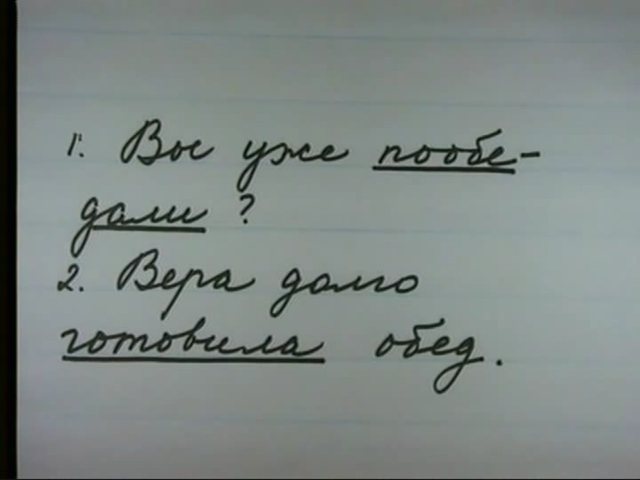 1. Вы уже пообе-
дали ?
2. Вера долго
готовила обед.